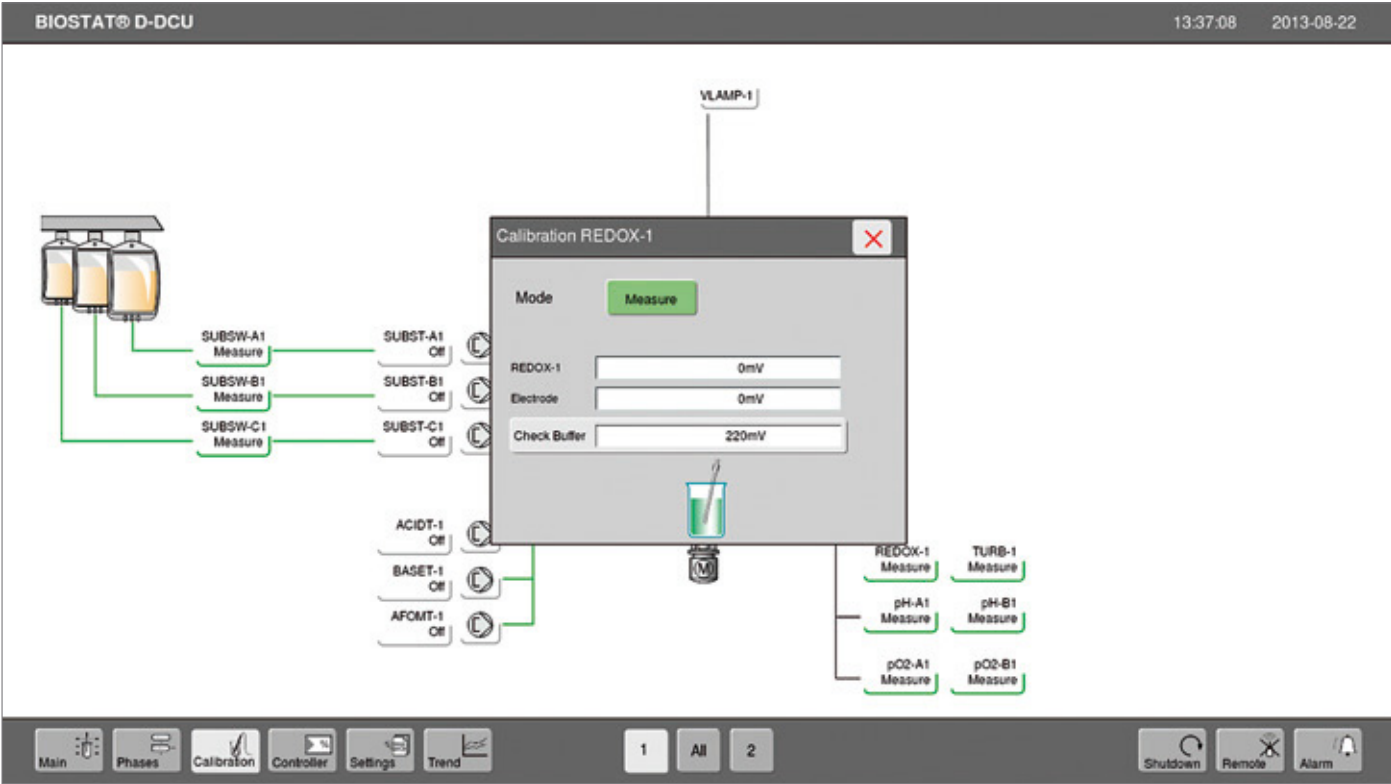 BIOSTAT® D-DCU
13:37:08 2013-08-22
VLAMP-1
Calibration REDOX-1
Mode Measure
REDOX-1 0mV
Electrode 0mV
Check Buffer 220mV
SUBSW-A1
Measure
SUBST-A1
Off
SUBSW-B1
Measure
SUBST-B1
Off
SUBSW-C1
Measure
SUBST-C1
Off
ACIDT-1
Off
BASET-1
Off
AFOMT-1
Off
M
REDOX-1
Measure
TURB-1
Measure
pH-A1
Measure
pH-B1
Measure
pO2-A1
Measure
pO2-B1
Measure
Main Phases Calibration Controller Settings Trend 1 All 2 Shutdown Remote Alarm